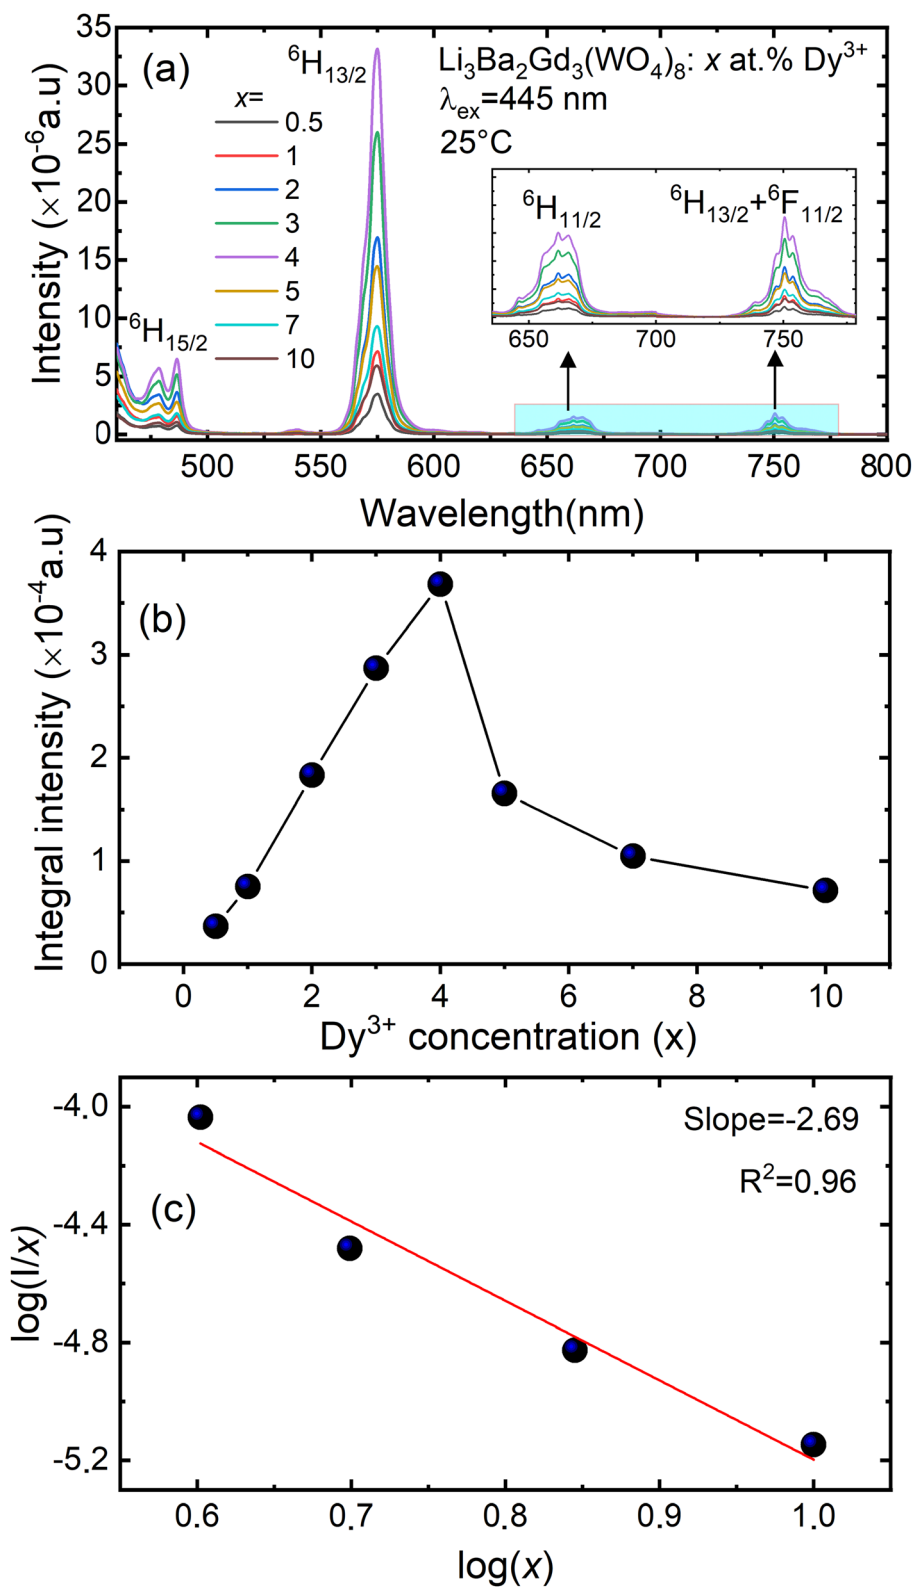 (a)
⁶H₁₃/₂
Li₃Ba₂Gd₃(WO₄)₈: x at.% Dy³⁺
λₑₓ=445 nm
25°C
x=
0.5
1
2
3
4
5
7
10
⁶H₁₅/₂
⁶H₁₁/₂
⁶H₁₃/₂+⁶F₁₁/₂
650 700 750
35
30
25
20
15
10
5
0
Intensity (×10⁻⁶a.u)
500 550 600 650 700 750 800
Wavelength(nm)
(b)
4
3
2
1
0
Integral intensity (×10⁻⁴a.u)
0 2 4 6 8 10
Dy³⁺ concentration (x)
(c)
Slope=-2.69
R²=0.96
-4.0
-4.4
-4.8
-5.2
log(I/x)
0.6 0.7 0.8 0.9 1.0
log(x)